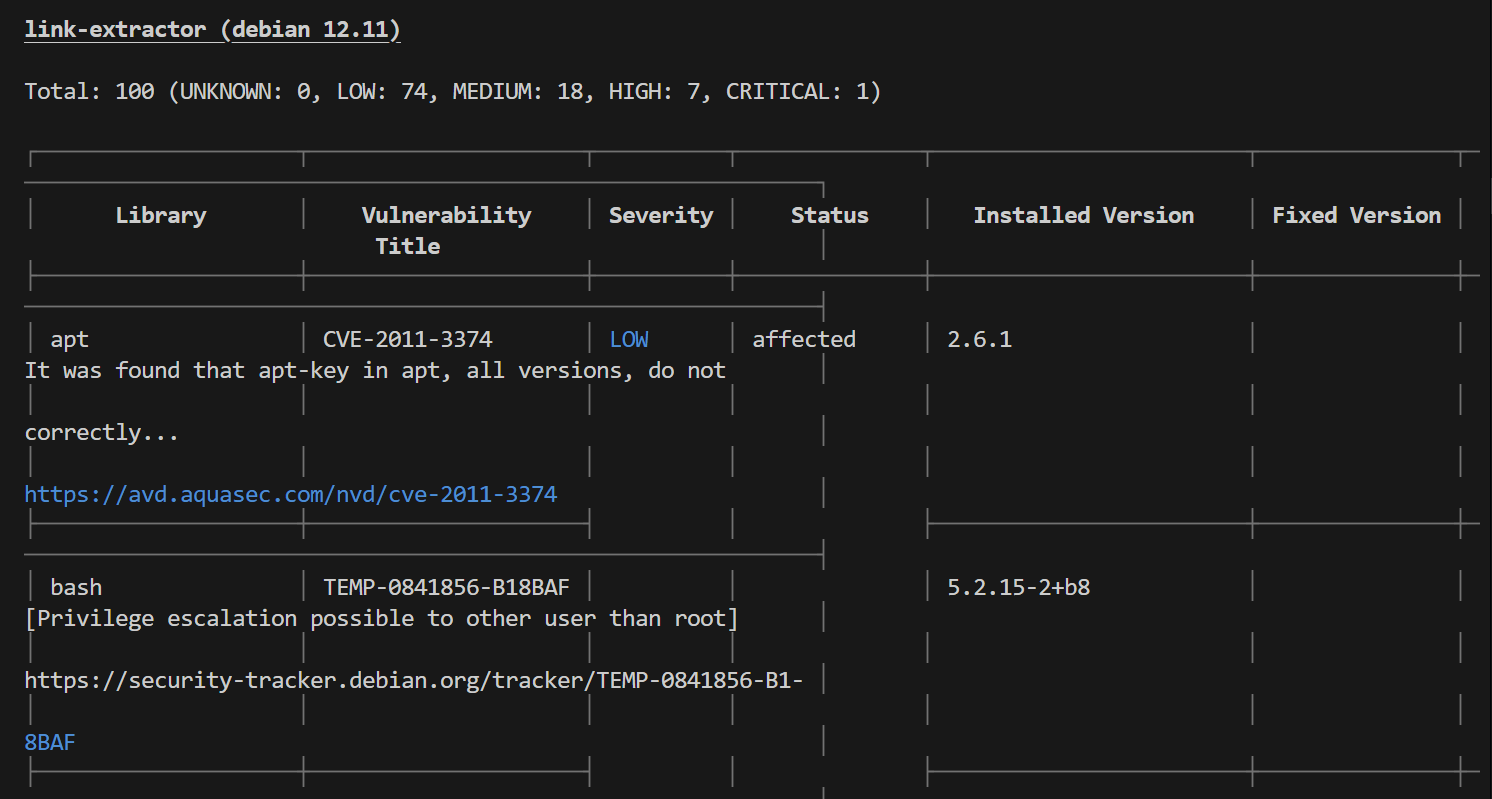 link-extractor (debian 12.11)
Total: 100 (UNKNOWN: 0, LOW: 74, MEDIUM: 18, HIGH: 7, CRITICAL: 1)
Library Vulnerability Severity Status Installed Version Fixed Version
Title
apt CVE-2011-3374 LOW affected 2.6.1
It was found that apt-key in apt, all versions, do not
correctly...
https://avd.aquasec.com/nvd/cve-2011-3374
bash TEMP-0841856-B18BAF 5.2.15-2+b8
[Privilege escalation possible to other user than root]
https://security-tracker.debian.org/tracker/TEMP-0841856-B1-
8BAF